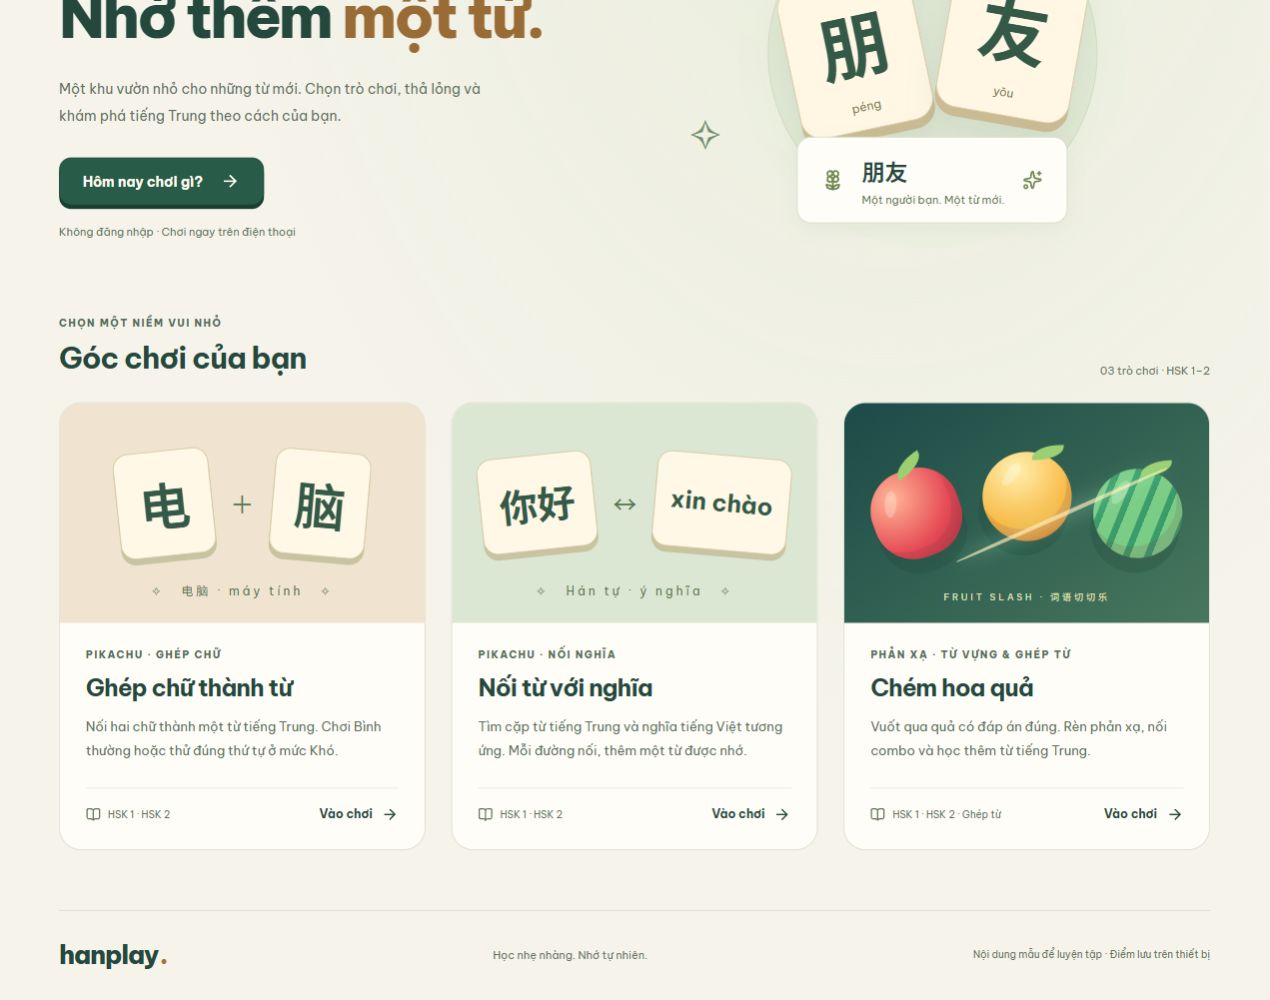 Nhớ thêm một từ.
Một khu vườn nhỏ cho những từ mới. Chọn trò chơi, thả lỏng và
khám phá tiếng Trung theo cách của bạn.
Hôm nay chơi gì?
Không đăng nhập · Chơi ngay trên điện thoại
朋
péng
友
yǒu
朋友
Một người bạn. Một từ mới.
CHỌN MỘT NIỀM VUI NHỎ
Góc chơi của bạn
03 trò chơi · HSK 1–2
电 + 脑
电脑 · máy tính
PIKACHU · GHÉP CHỮ
Ghép chữ thành từ
Nối hai chữ thành một từ tiếng Trung. Chơi Bình
thường hoặc thử đúng thứ tự ở mức Khó.
HSK 1 · HSK 2
Vào chơi →
你好 ↔ xin chào
Hán tự · ý nghĩa
PIKACHU · NỐI NGHĨA
Nối từ với nghĩa
Tìm cặp từ tiếng Trung và nghĩa tiếng Việt tương
ứng. Mỗi đường nối, thêm một từ được nhớ.
HSK 1 · HSK 2
Vào chơi →
FRUIT SLASH · 词语切切乐
PHẢN XẠ · TỪ VỰNG & GHÉP TỪ
Chém hoa quả
Vuốt qua quả có đáp án đúng. Rèn phản xạ, nối
combo và học thêm từ tiếng Trung.
HSK 1 · HSK 2 · Ghép từ
Vào chơi →
hanplay.
Học nhẹ nhàng. Nhớ tự nhiên.
Nội dung mẫu để luyện tập · Điểm lưu trên thiết bị